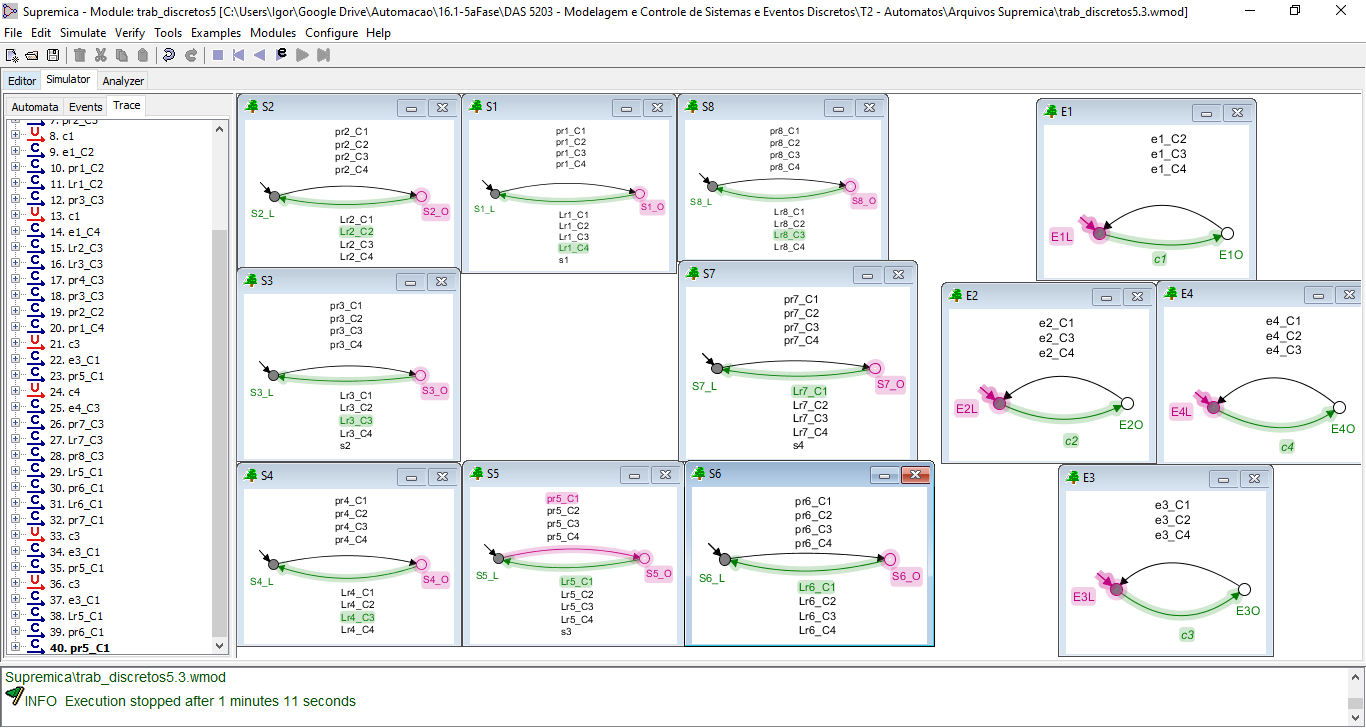 Supremica - Module: trab_discretos5 [C:\Users\Igor\Google Drive\Automacao\16.1-5aFase\DAS 5203 - Modelagem e Controle de Sistemas e Eventos Discretos\T2 - Automatos\Arquivos Supremica\trab_discretos5.3.wmod]
File Edit Simulate Verify Tools Examples Modules Configure Help
Editor Simulator Analyzer
Automata Events Trace
7. pr2_C3
8. c1
9. e1_C2
10. pr1_C2
11. Lr1_C2
12. pr3_C3
13. c1
14. e1_C4
15. Lr2_C3
16. Lr3_C3
17. pr4_C3
18. pr3_C3
19. pr2_C2
20. pr1_C4
21. c3
22. e3_C1
23. pr5_C1
24. c4
25. e4_C3
26. pr7_C3
27. Lr7_C3
28. pr8_C3
29. Lr5_C1
30. pr6_C1
31. Lr6_C1
32. pr7_C1
33. c3
34. e3_C1
35. pr5_C1
36. c3
37. e3_C1
38. Lr5_C1
39. pr6_C1
40. pr5_C1
S2
pr2_C1
pr2_C2
pr2_C3
pr2_C4
S2_L
S2_O
Lr2_C1
Lr2_C2
Lr2_C3
Lr2_C4
S1
pr1_C1
pr1_C2
pr1_C3
pr1_C4
S1_L
S1_O
Lr1_C1
Lr1_C2
Lr1_C3
Lr1_C4
s1
S8
pr8_C1
pr8_C2
pr8_C3
pr8_C4
S8_L
S8_O
Lr8_C1
Lr8_C2
Lr8_C3
Lr8_C4
E1
e1_C2
e1_C3
e1_C4
E1L
E1O
c1
S3
pr3_C1
pr3_C2
pr3_C3
pr3_C4
S3_L
S3_O
Lr3_C1
Lr3_C2
Lr3_C3
Lr3_C4
s2
S7
pr7_C1
pr7_C2
pr7_C3
pr7_C4
S7_L
S7_O
Lr7_C1
Lr7_C2
Lr7_C3
Lr7_C4
s4
E2
e2_C1
e2_C3
e2_C4
E2L
E2O
c2
E4
e4_C1
e4_C2
e4_C3
E4L
E4O
c4
S4
pr4_C1
pr4_C2
pr4_C3
pr4_C4
S4_L
S4_O
Lr4_C1
Lr4_C2
Lr4_C3
Lr4_C4
S5
pr5_C1
pr5_C2
pr5_C3
pr5_C4
S5_L
S5_O
Lr5_C1
Lr5_C2
Lr5_C3
Lr5_C4
s3
S6
pr6_C1
pr6_C2
pr6_C3
pr6_C4
S6_L
S6_O
Lr6_C1
Lr6_C2
Lr6_C3
Lr6_C4
E3
e3_C1
e3_C2
e3_C4
E3L
E3O
c3
Supremica\trab_discretos5.3.wmod
INFO Execution stopped after 1 minutes 11 seconds